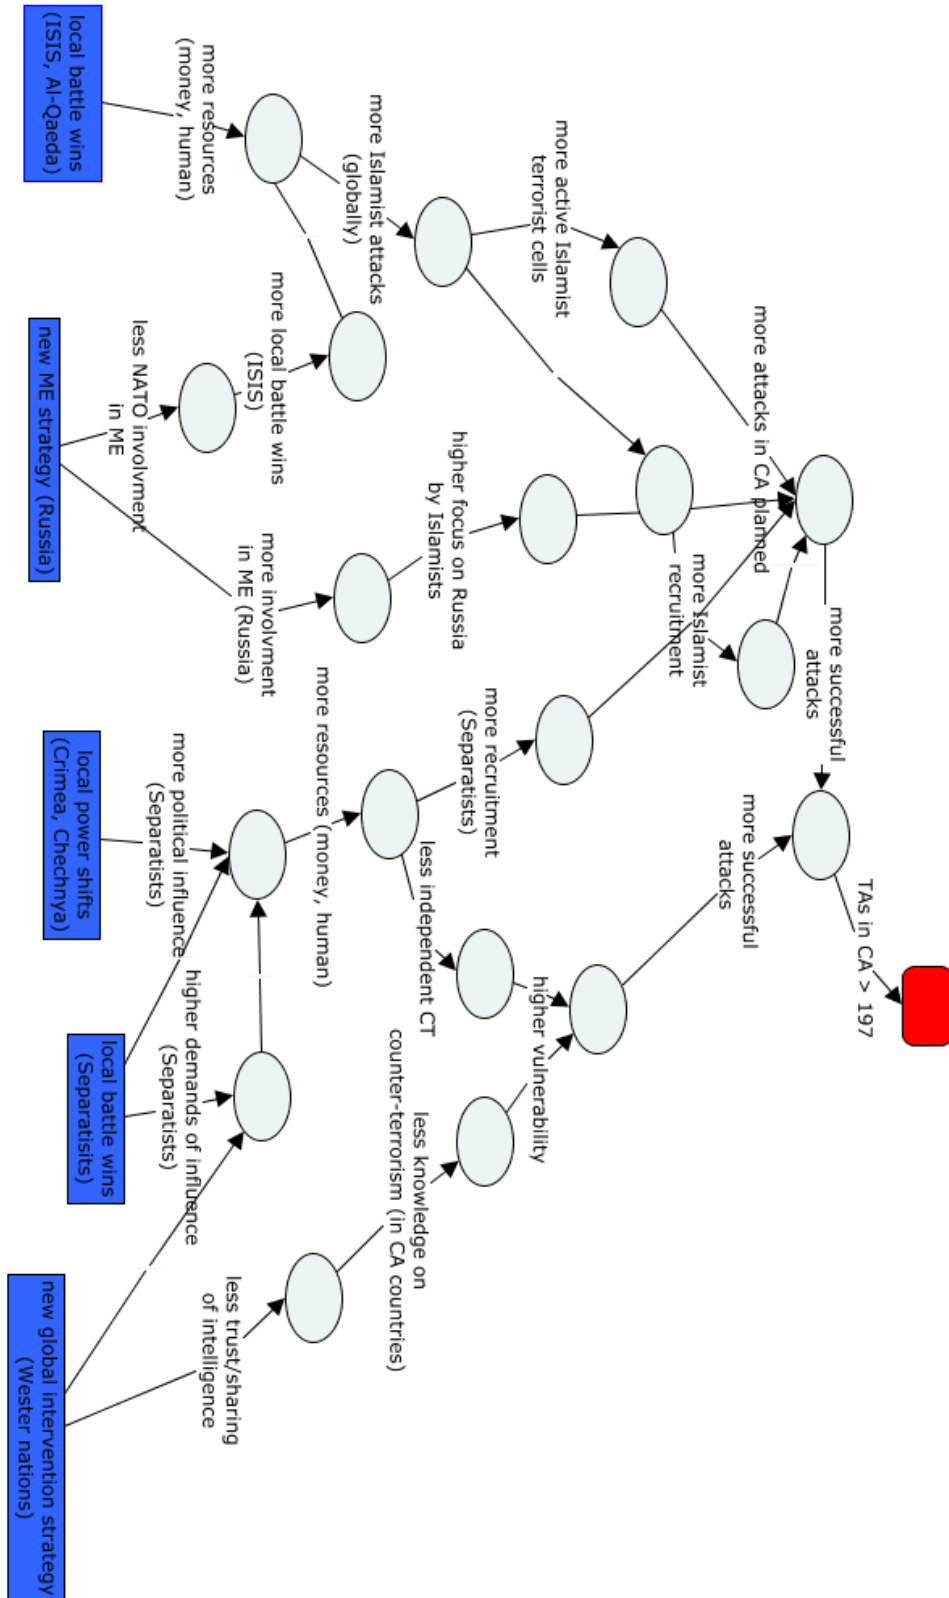 local battle wins
(ISIS, Al-Qaeda)
more resources
(money, human)
more Islamist attacks
(globally)
more active Islamist
terrorist cells
more attacks in CA planned
more local battle wins
(ISIS)
less NATO involvment
in ME
new ME strategy (Russia)
higher focus on Russia
by Islamists
more involvment
in ME (Russia)
more Islamist
recruitment
more successful
attacks
more recruitment
(Separatists)
more resources (money, human)
more political influence
(Separatists)
local power shifts
(Crimea, Chechnya)
less independent CT
more successful
attacks
TAs in CA > 197
higher vulnerability
higher demands of influence
(Separatists)
local battle wins
(Separatisits)
less knowledge on
counter-terrorism (in CA countries)
less trust/sharing
of intelligence
new global intervention strategy
(Wester nations)